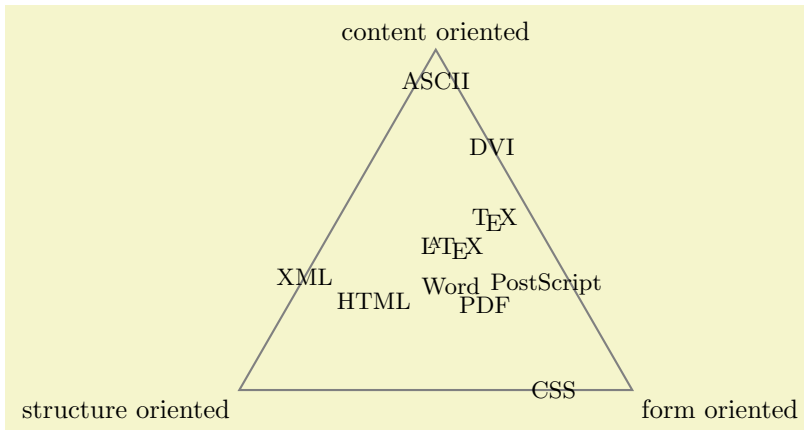 content oriented
ASCII
DVI
TEX
LATEX
XML
Word PostScript
HTML
PDF
CSS
structure oriented
form oriented